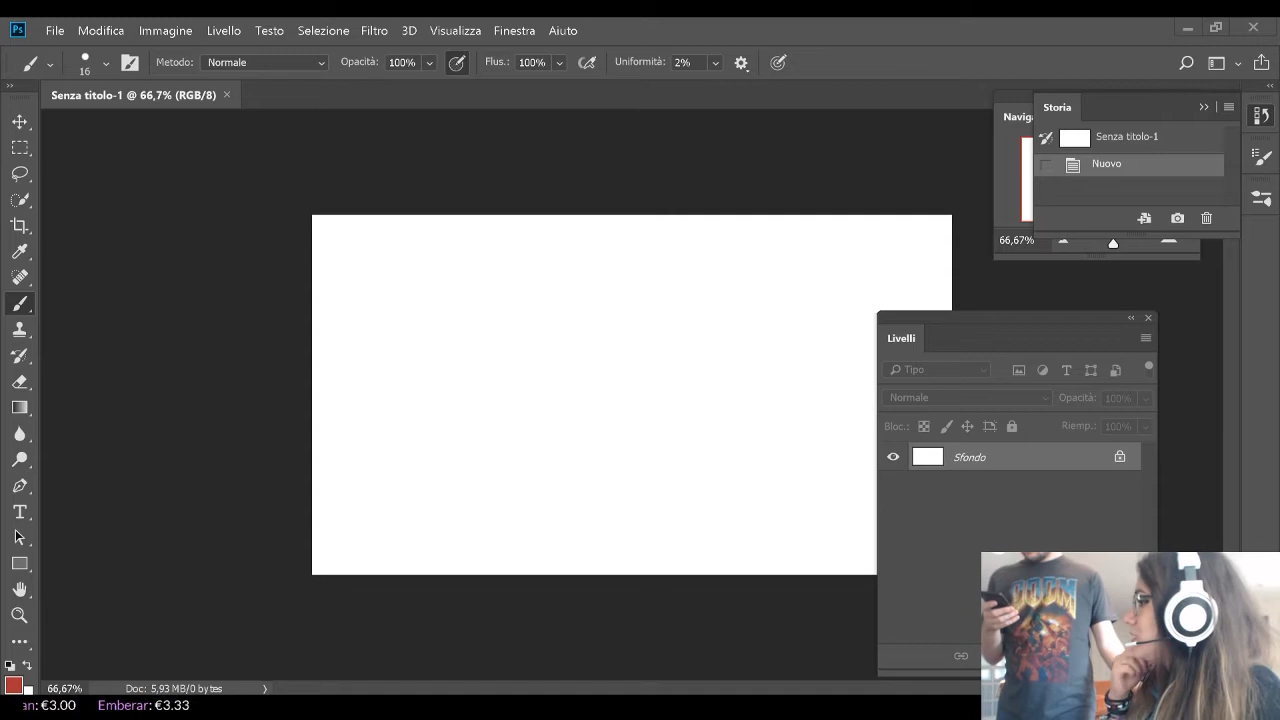 Ps File Modifica Immagine Livello Testo Selezione Filtro 3D Visualizza Finestra Aiuto
16 Metodo: Normale Opacità: 100% Flus.: 100% Uniformità: 2%
Senza titolo-1 @ 66,7% (RGB/8) ×
Naviga
Storia
Senza titolo-1
Nuovo
66,67%
Livelli
Tipo
Normale Opacità: 100%
Bloc.: Riemp.: 100%
Sfondo
DOOM
66,67% Doc: 5,93 MB/0 bytes
an: €3.00 Emberar: €3.33